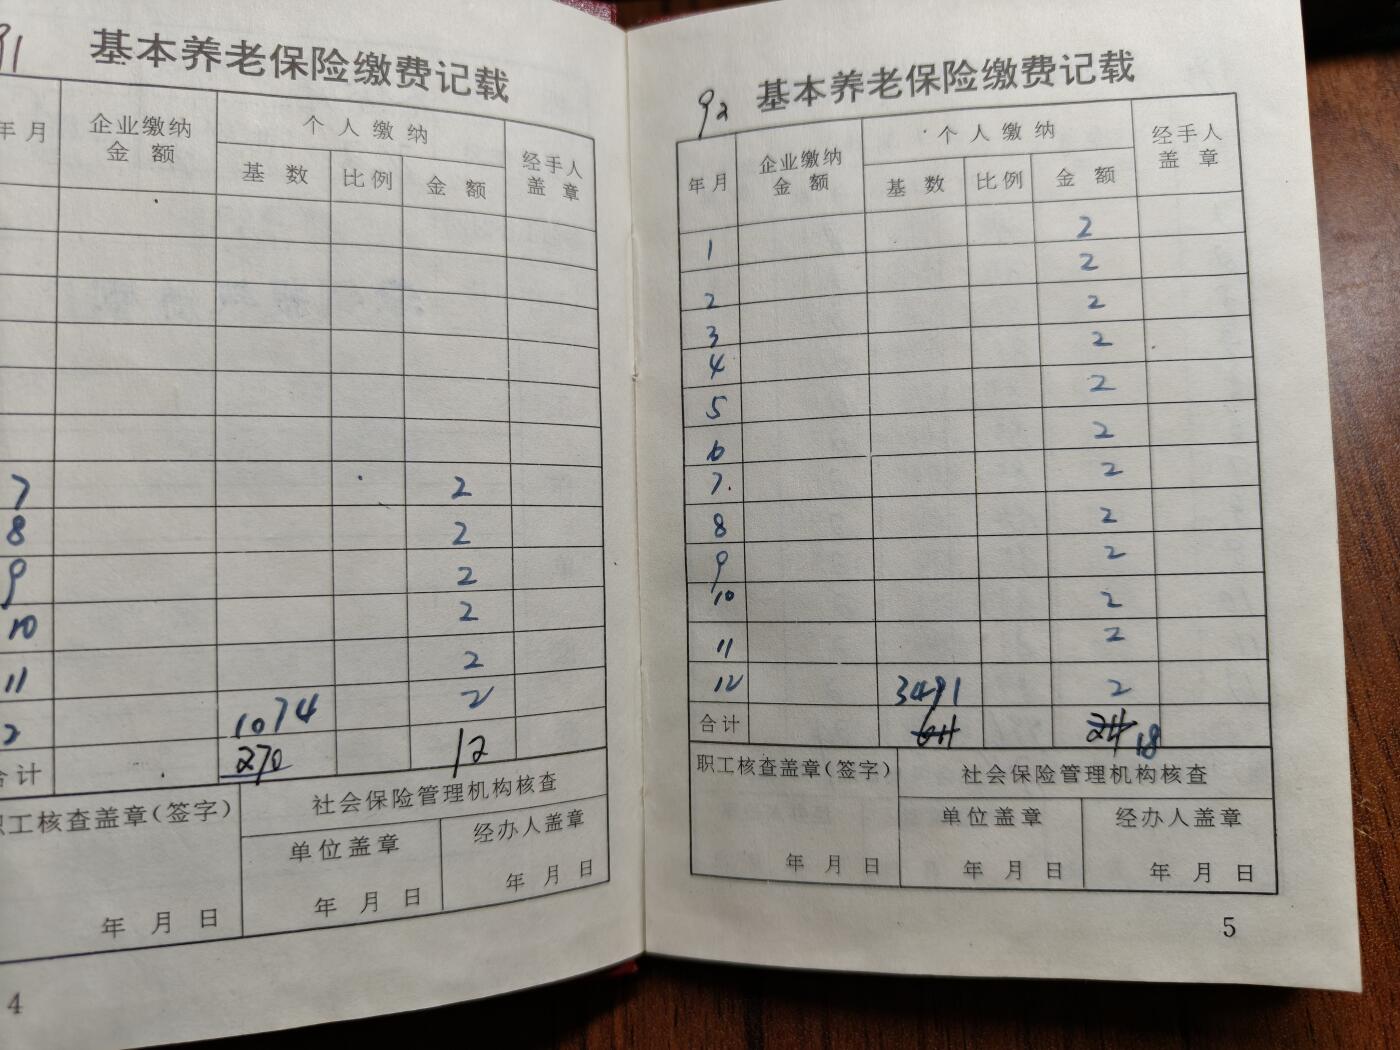 91 基本养老保险缴费记载
年月 企业缴纳金额 个人缴纳 经手人盖章
基数 比例 金额
7 2
8 2
9 2
10 2
11 2
2 1074 2
合计 270 12
职工核查盖章(签字) 社会保险管理机构核查
单位盖章 经办人盖章
年 月 日 年 月 日 年 月 日
4
92 基本养老保险缴费记载
年月 企业缴纳金额 个人缴纳 经手人盖章
基数 比例 金额
1 2
2 2
3 2
4 2
5 2
6 2
7. 2
8 2
9 2
10 2
11 2
12 3491 2
合计 24 18
职工核查盖章(签字) 社会保险管理机构核查
单位盖章 经办人盖章
年 月 日 年 月 日 年 月 日
5